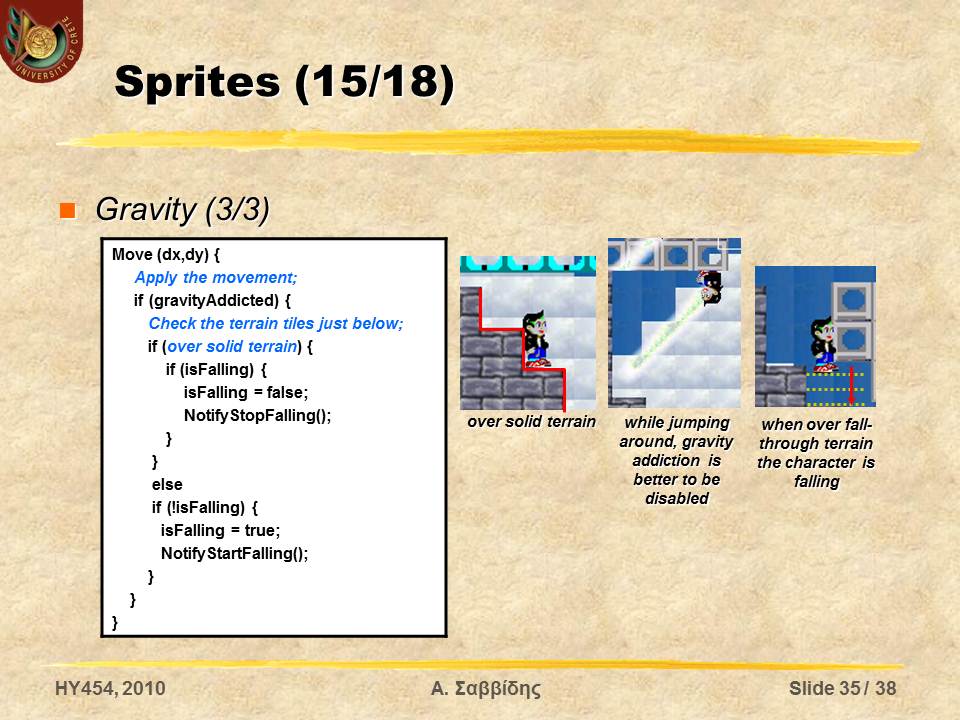 UNIVERSITY OF CRETE
Sprites (15/18)
Gravity (3/3)
Move (dx,dy) {
Apply the movement;
if (gravityAddicted) {
Check the terrain tiles just below;
if (over solid terrain) {
if (isFalling) {
isFalling = false;
NotifyStopFalling();
}
}
else
if (!isFalling) {
isFalling = true;
NotifyStartFalling();
}
}
}
over solid terrain
while jumping
around, gravity
addiction is
better to be
disabled
when over fall-
through terrain
the character is
falling
HY454, 2010
Α. Σαββίδης
Slide 35 / 38